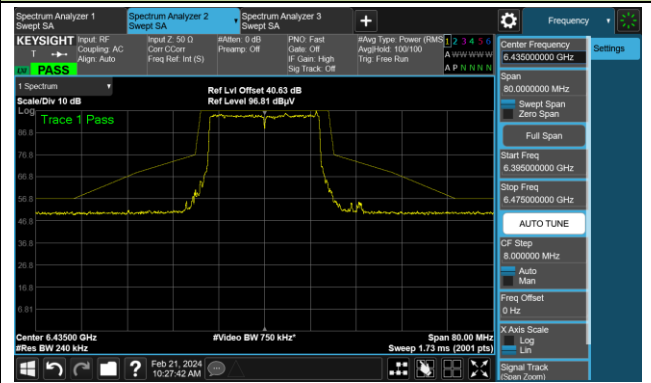 Spectrum Analyzer 1
Swept SA
Spectrum Analyzer 2
Swept SA
Spectrum Analyzer 3
Swept SA
+
Frequency
KEYSIGHT
Input: RF
Coupling: AC
Align: Auto
Input Z: 50 Ω
Corr CCorr
Freq Ref: Int (S)
#Atten: 0 dB
Preamp: Off
PNO: Fast
Gate: Off
IF Gain: High
Sig Track: Off
#Avg Type: Power (RMS
Avg|Hold: 100/100
Trig: Free Run
1 2 3 4 5 6
A W W W W W
A P N N N N
T
LVI PASS
1 Spectrum
Scale/Div 10 dB
Ref Lvl Offset 40.63 dB
Ref Level 96.81 dBµV
Log
Trace 1 Pass
86.8
76.8
66.8
56.8
46.8
36.8
26.8
16.8
6.81
Center 6.43500 GHz
#Res BW 240 kHz
#Video BW 750 kHz*
Span 80.00 MHz
Sweep 1.73 ms (2001 pts)
Center Frequency
6.435000000 GHz
Settings
Span
80.0000000 MHz
Swept Span
Zero Span
Full Span
Start Freq
6.395000000 GHz
Stop Freq
6.475000000 GHz
AUTO TUNE
CF Step
8.000000 MHz
Auto
Man
Freq Offset
0 Hz
X Axis Scale
Log
Lin
Signal Track
(Span Zoom)
?
Feb 21, 2024
10:27:42 AM